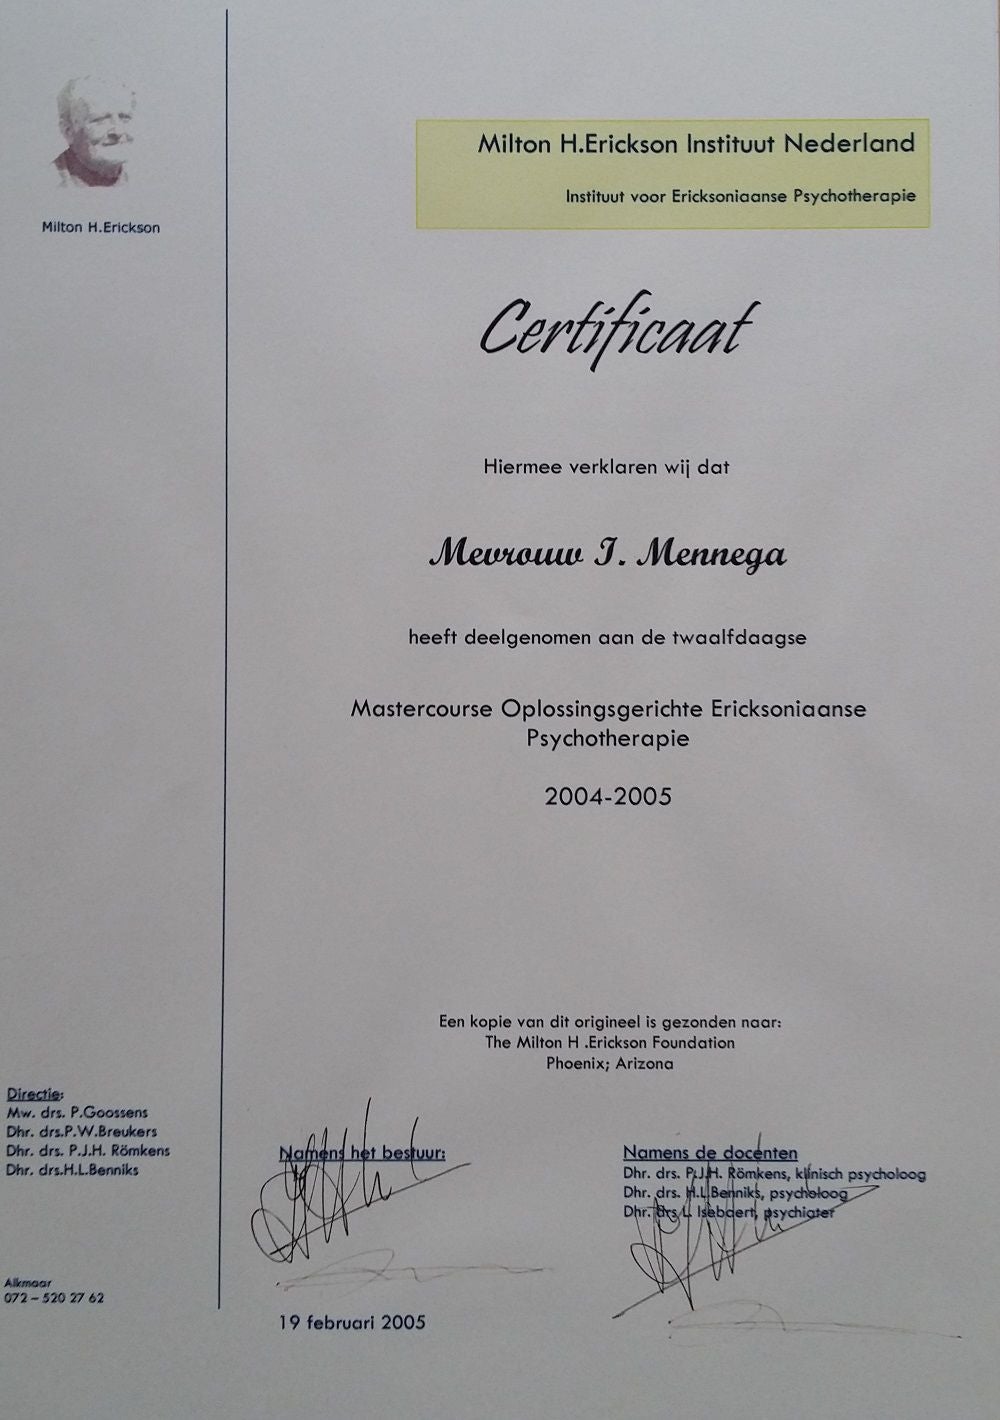 Milton H.Erickson
Milton H.Erickson Instituut Nederland
Instituut voor Ericksoniaanse Psychotherapie
Certificaat
Hiermee verklaren wij dat
Mevrouw I. Mennega
heeft deelgenomen aan de twaalfdaagse
Mastercourse Oplossingsgerichte Ericksoniaanse
Psychotherapie
2004-2005
Een kopie van dit origineel is gezonden naar:
The Milton H .Erickson Foundation
Phoenix; Arizona
Directie:
Mw. drs. P.Goossens
Dhr. drs.P.W.Breukers
Dhr. drs. P.J.H. Römkens
Dhr. drs.H.L.Benniks
Alkmaar
072 – 520 27 62
Namens het bestuur:
19 februari 2005
Namens de docenten
Dhr. drs. P.J.H. Römkens, klinisch psycholoog
Dhr. drs. H.L.Benniks, psycholoog
Dhr. drs L. Isebaert, psychiater